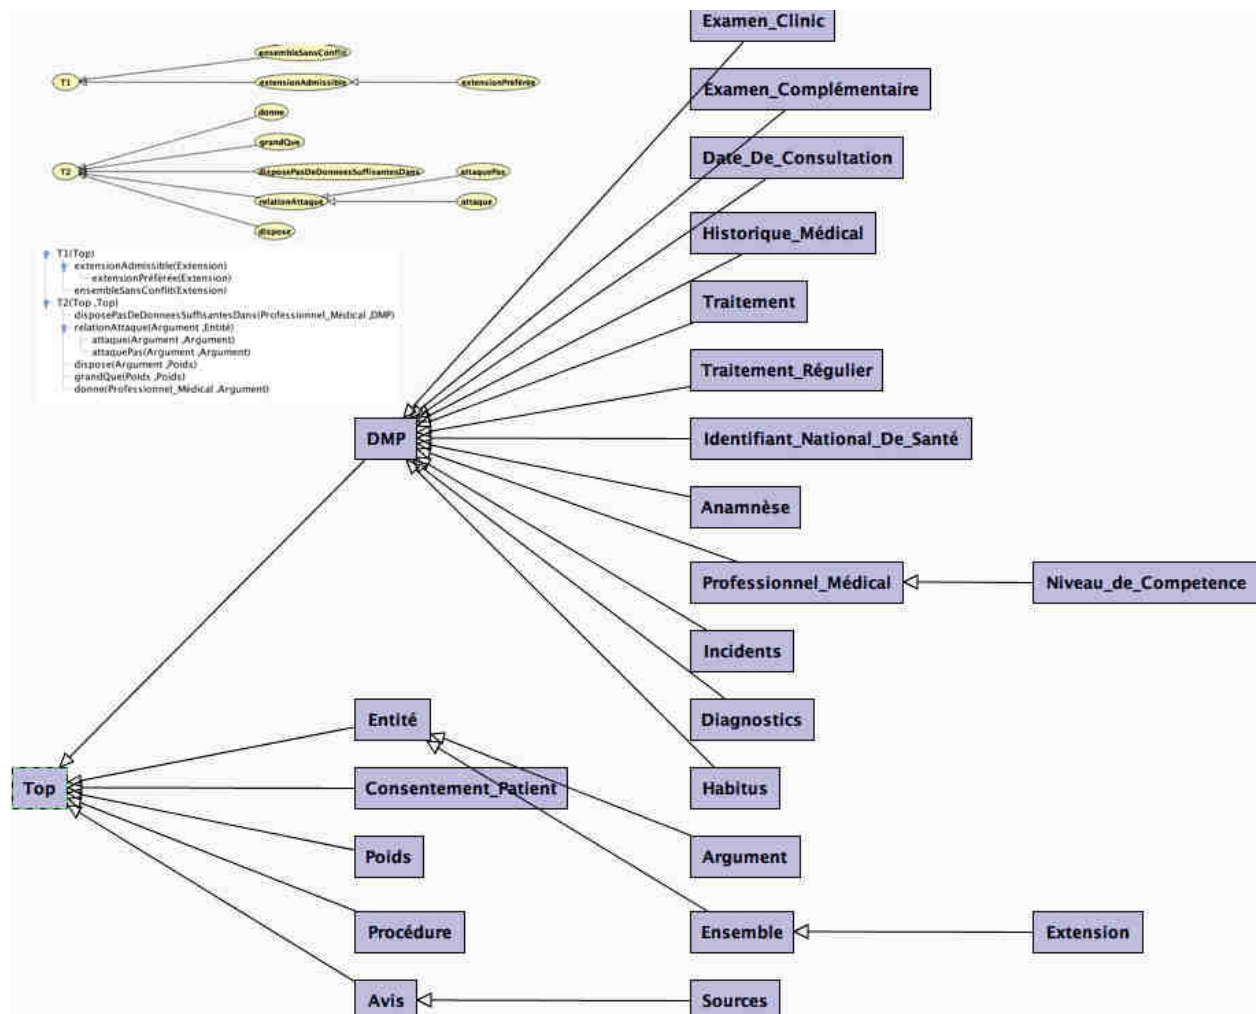 Examen_Clinic
ensembleSansConflit
T1
extensionAdmissible
extensionPréférée
Examen_Complémentaire
donne
grandQue
Date_De_Consultation
T2
disposePasDeDonneesSuffisantesDans
attaquePas
relationAttaque
attaque
dispose
Historique_Médical
T1(Top)
extensionAdmissible(Extension)
extensionPréférée(Extension)
ensembleSansConflit(Extension)
T2(Top ,Top)
disposePasDeDonneesSuffisantesDans(Professionnel_Médical ,DMP)
relationAttaque(Argument ,Entité)
attaque(Argument ,Argument)
attaquePas(Argument ,Argument)
dispose(Argument ,Poids)
grandQue(Poids ,Poids)
donne(Professionnel_Médical ,Argument)
Traitement
Traitement_Régulier
DMP
Identifiant_National_De_Santé
Anamnèse
Professionnel_Médical
Niveau_de_Competence
Incidents
Entité
Diagnostics
Top
Consentement_Patient
Habitus
Poids
Argument
Procédure
Ensemble
Extension
Avis
Sources